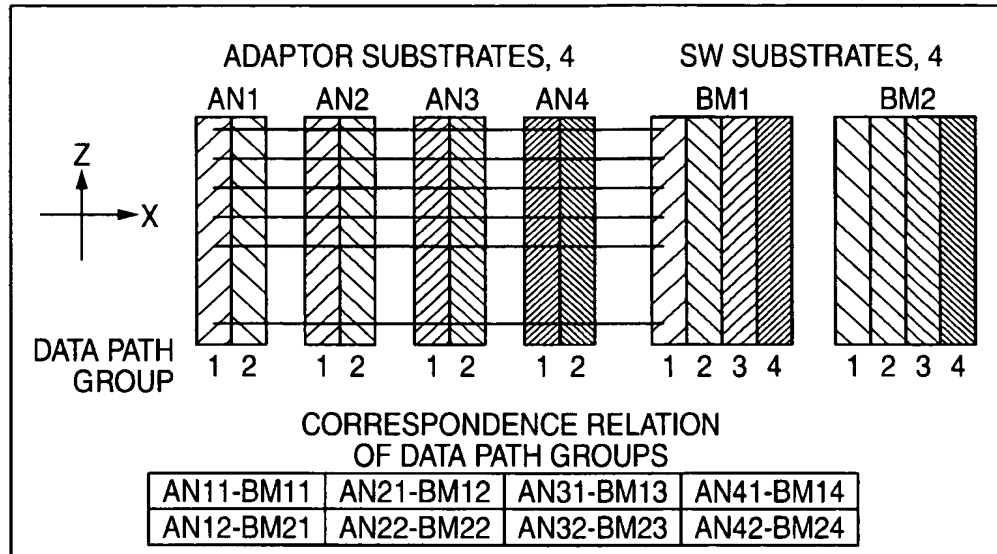 ADAPTOR SUBSTRATES, 4 SW SUBSTRATES, 4
AN1 AN2 AN3 AN4 BM1 BM2
Z
X
DATA PATH GROUP
1 2 1 2 1 2 1 2 1 2 3 4 1 2 3 4
CORRESPONDENCE RELATION
OF DATA PATH GROUPS
AN11-BM11 AN21-BM12 AN31-BM13 AN41-BM14
AN12-BM21 AN22-BM22 AN32-BM23 AN42-BM24